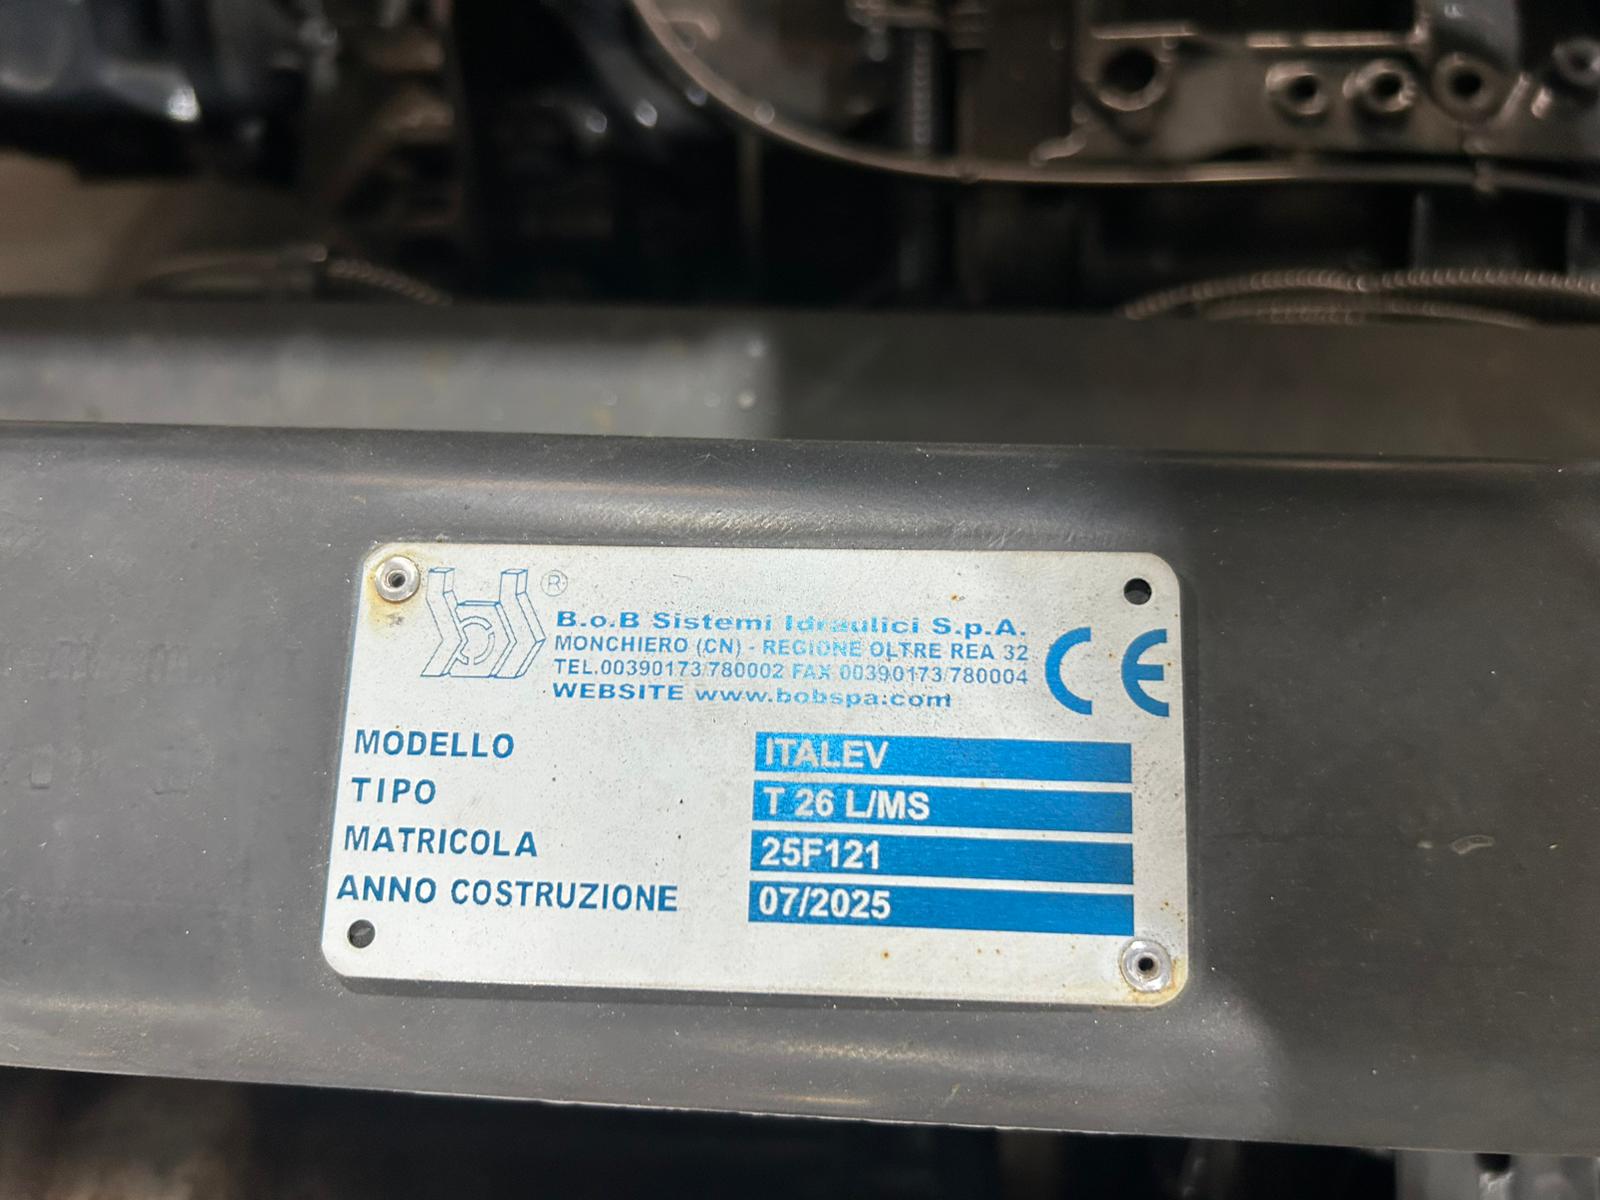 ®
B.o.B Sistemi Idraulici S.p.A.
MONCHIERO (CN) - REGIONE OLTRE REA 32
TEL.00390173/780002 FAX 00390173/780004
WEBSITE www.bobspa.com
CE
MODELLO ITALEV
TIPO T 26 L/MS
MATRICOLA 25F121
ANNO COSTRUZIONE 07/2025